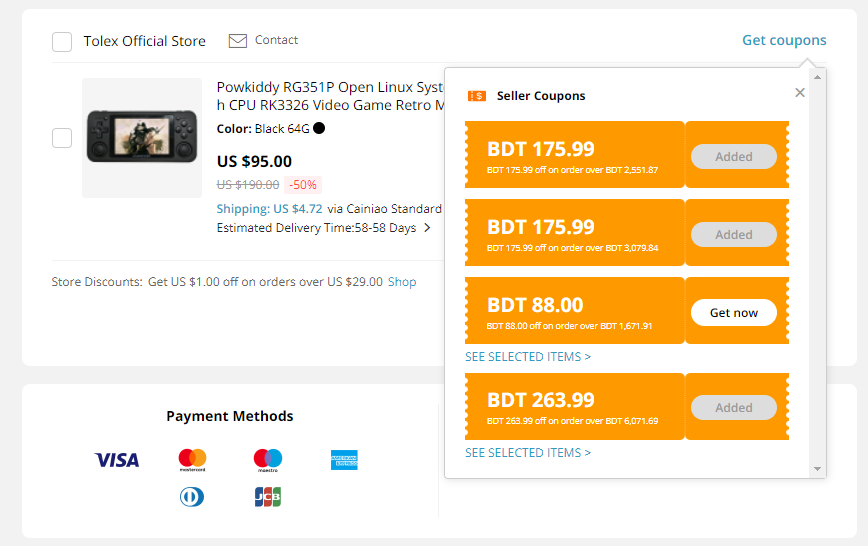 Tolex Official Store
Contact
Get coupons
Powkiddy RG351P Open Linux Syst
h CPU RK3326 Video Game Retro M
Color: Black 64G
US $95.00
US $190.00 -50%
Shipping: US $4.72 via Cainiao Standard
Estimated Delivery Time:58-58 Days >
Store Discounts: Get US $1.00 off on orders over US $29.00 Shop
Seller Coupons
BDT 175.99
BDT 175.99 off on order over BDT 2,551.87
Added
BDT 175.99
BDT 175.99 off on order over BDT 3,079.84
Added
BDT 88.00
BDT 88.00 off on order over BDT 1,671.91
Get now
SEE SELECTED ITEMS >
BDT 263.99
BDT 263.99 off on order over BDT 6,071.69
Added
SEE SELECTED ITEMS >
Payment Methods
VISA
mastercard
maestro
AMERICAN EXPRESS
JCB